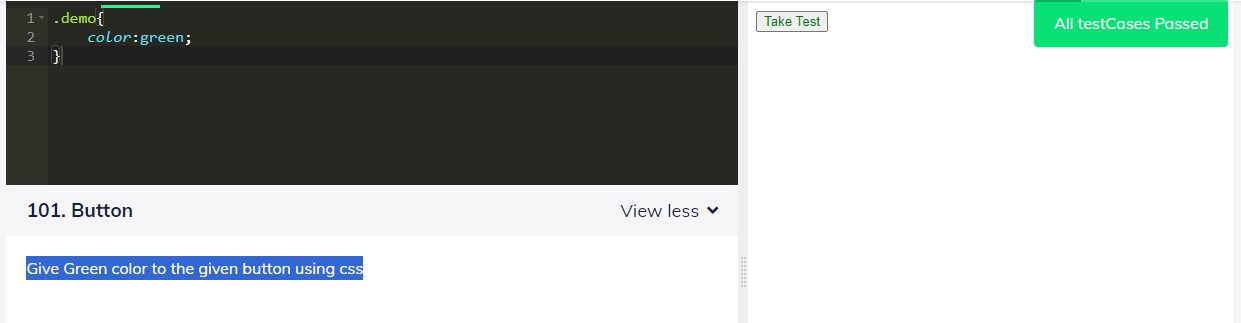 1 .demo{
2 color:green;
3 }
Take Test
All testCases Passed
101. Button
View less
Give Green color to the given button using css